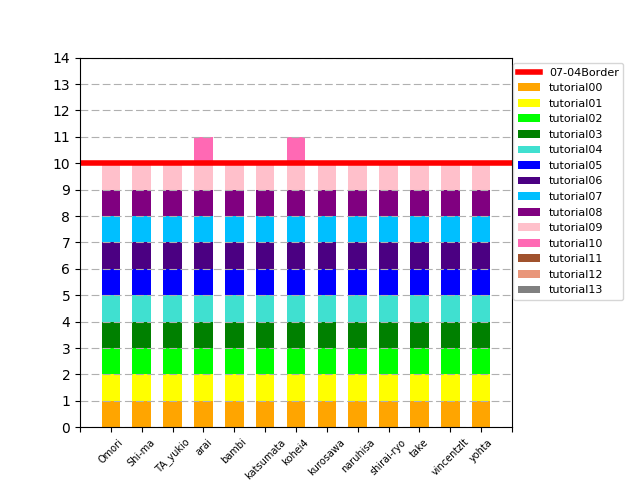 14
13
12
11
10
9
8
7
6
5
4
3
2
1
0
07-04Border
tutorial00
tutorial01
tutorial02
tutorial03
tutorial04
tutorial05
tutorial06
tutorial07
tutorial08
tutorial09
tutorial10
tutorial11
tutorial12
tutorial13
Omori
Shi-ma
TA_yukio
arai
bambi
katsumata
kohei4
kurosawa
naruhisa
shirai-ryo
take
vincentzlt
yohta